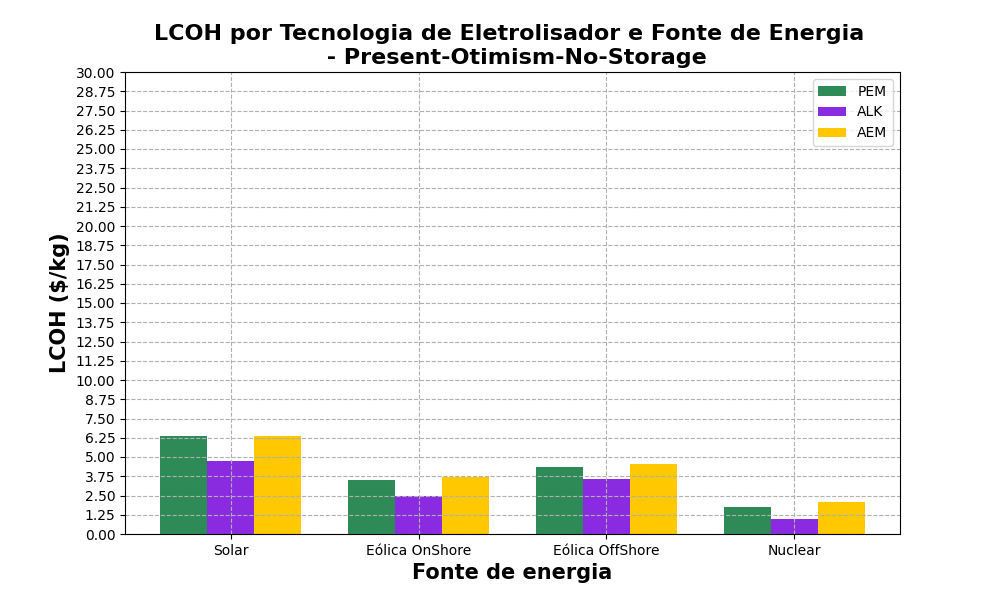 LCOH por Tecnologia de Eletrolisador e Fonte de Energia
- Present-Otimism-No-Storage
30.00
28.75
27.50
26.25
25.00
23.75
22.50
21.25
20.00
18.75
17.50
16.25
15.00
13.75
12.50
11.25
10.00
8.75
7.50
6.25
5.00
3.75
2.50
1.25
0.00
LCOH ($/kg)
PEM
ALK
AEM
Solar
Eólica OnShore
Eólica OffShore
Nuclear
Fonte de energia